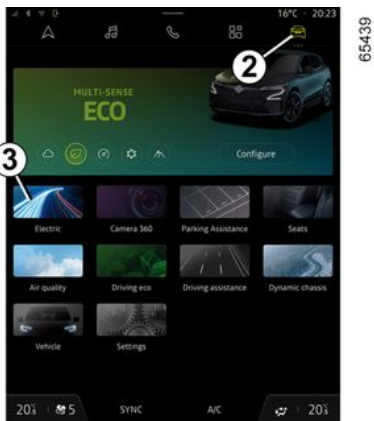 16°C · 20:23
2
MULTI-SENSE
ECO
Configure
3
Electric
Camera 360
Parking Assistance
Seats
Air quality
Driving eco
Driving assistance
Dynamic chassis
Vehicle
Settings
5
SYNC
A/C
65439